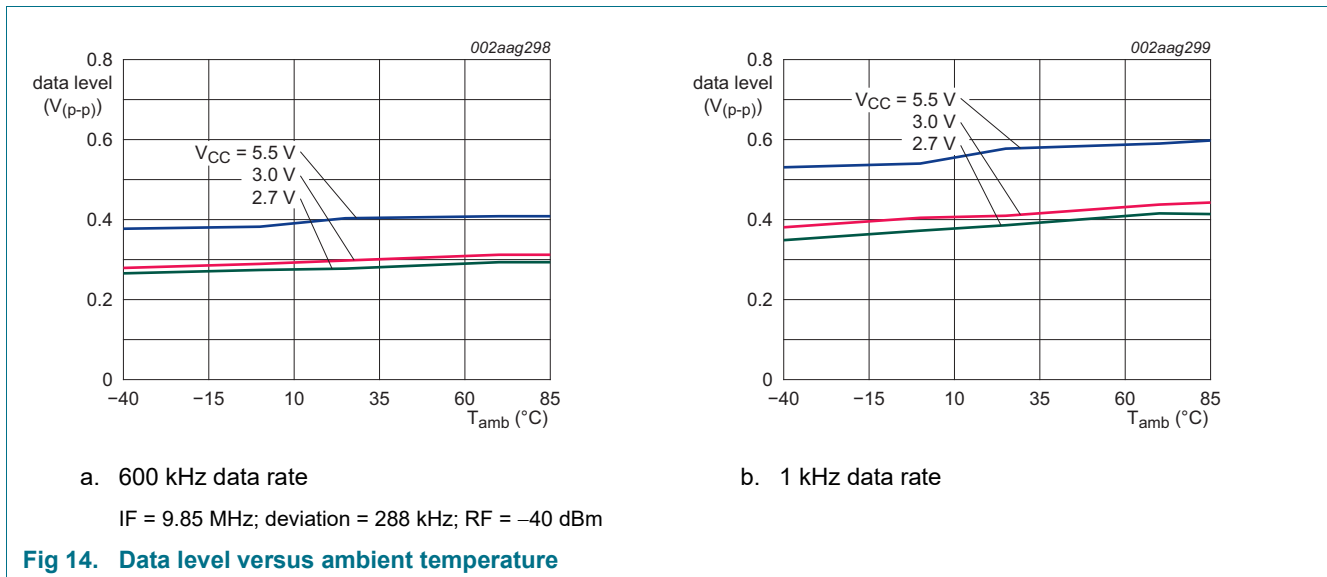 002aag298
0.8
data level
(V(p-p))
0.6
VCC = 5.5 V
3.0 V
2.7 V
0.4
0.2
0
−40 −15 10 35 60 85
Tamb (°C)
a. 600 kHz data rate
IF = 9.85 MHz; deviation = 288 kHz; RF = −40 dBm
002aag299
0.8
data level
(V(p-p))
VCC = 5.5 V
3.0 V
0.6
2.7 V
0.4
0.2
0
−40 −15 10 35 60 85
Tamb (°C)
b. 1 kHz data rate
Fig 14. Data level versus ambient temperature